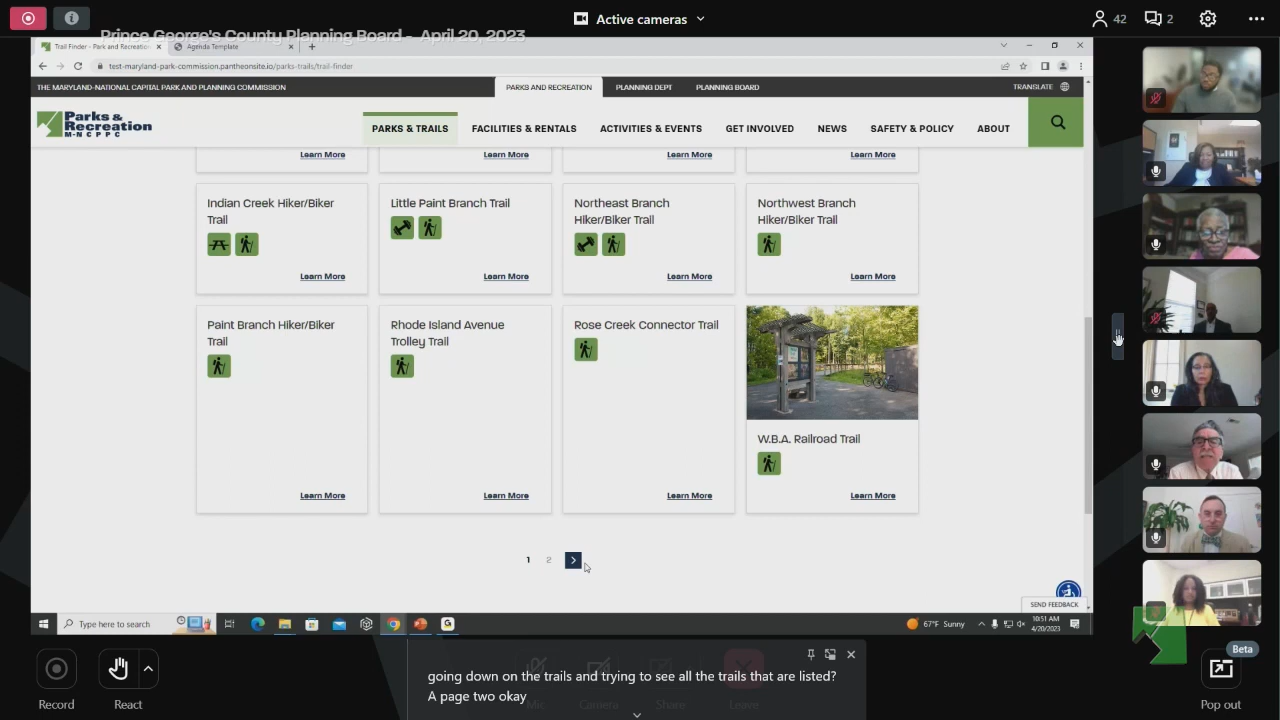 Active cameras
42
2
Prince George's County Planning Board - April 20, 2023
Trail Finder - Park and Recreation
Agenda Template
test-maryland-park-commission.pantheonsite.io/parks-trails/trail-finder
THE MARYLAND-NATIONAL CAPITAL PARK AND PLANNING COMMISSION
PARKS AND RECREATION
PLANNING DEPT
PLANNING BOARD
TRANSLATE
Parks &
Recreation
M-NCPPC
PARKS & TRAILS
FACILITIES & RENTALS
ACTIVITIES & EVENTS
GET INVOLVED
NEWS
SAFETY & POLICY
ABOUT
Learn More
Learn More
Learn More
Learn More
Indian Creek Hiker/Biker
Trail
Learn More
Little Paint Branch Trail
Learn More
Northeast Branch
Hiker/Biker Trail
Learn More
Northwest Branch
Hiker/Biker Trail
Learn More
Paint Branch Hiker/Biker
Trail
Learn More
Rhode Island Avenue
Trolley Trail
Learn More
Rose Creek Connector Trail
Learn More
W.B.A. Railroad Trail
Learn More
1 2
SEND FEEDBACK
Type here to search
67°F Sunny
10:51 AM
4/20/2023
Record
React
going down on the trails and trying to see all the trails that are listed?
A page two okay
Mic
Camera
Share
Leave
Beta
Pop out